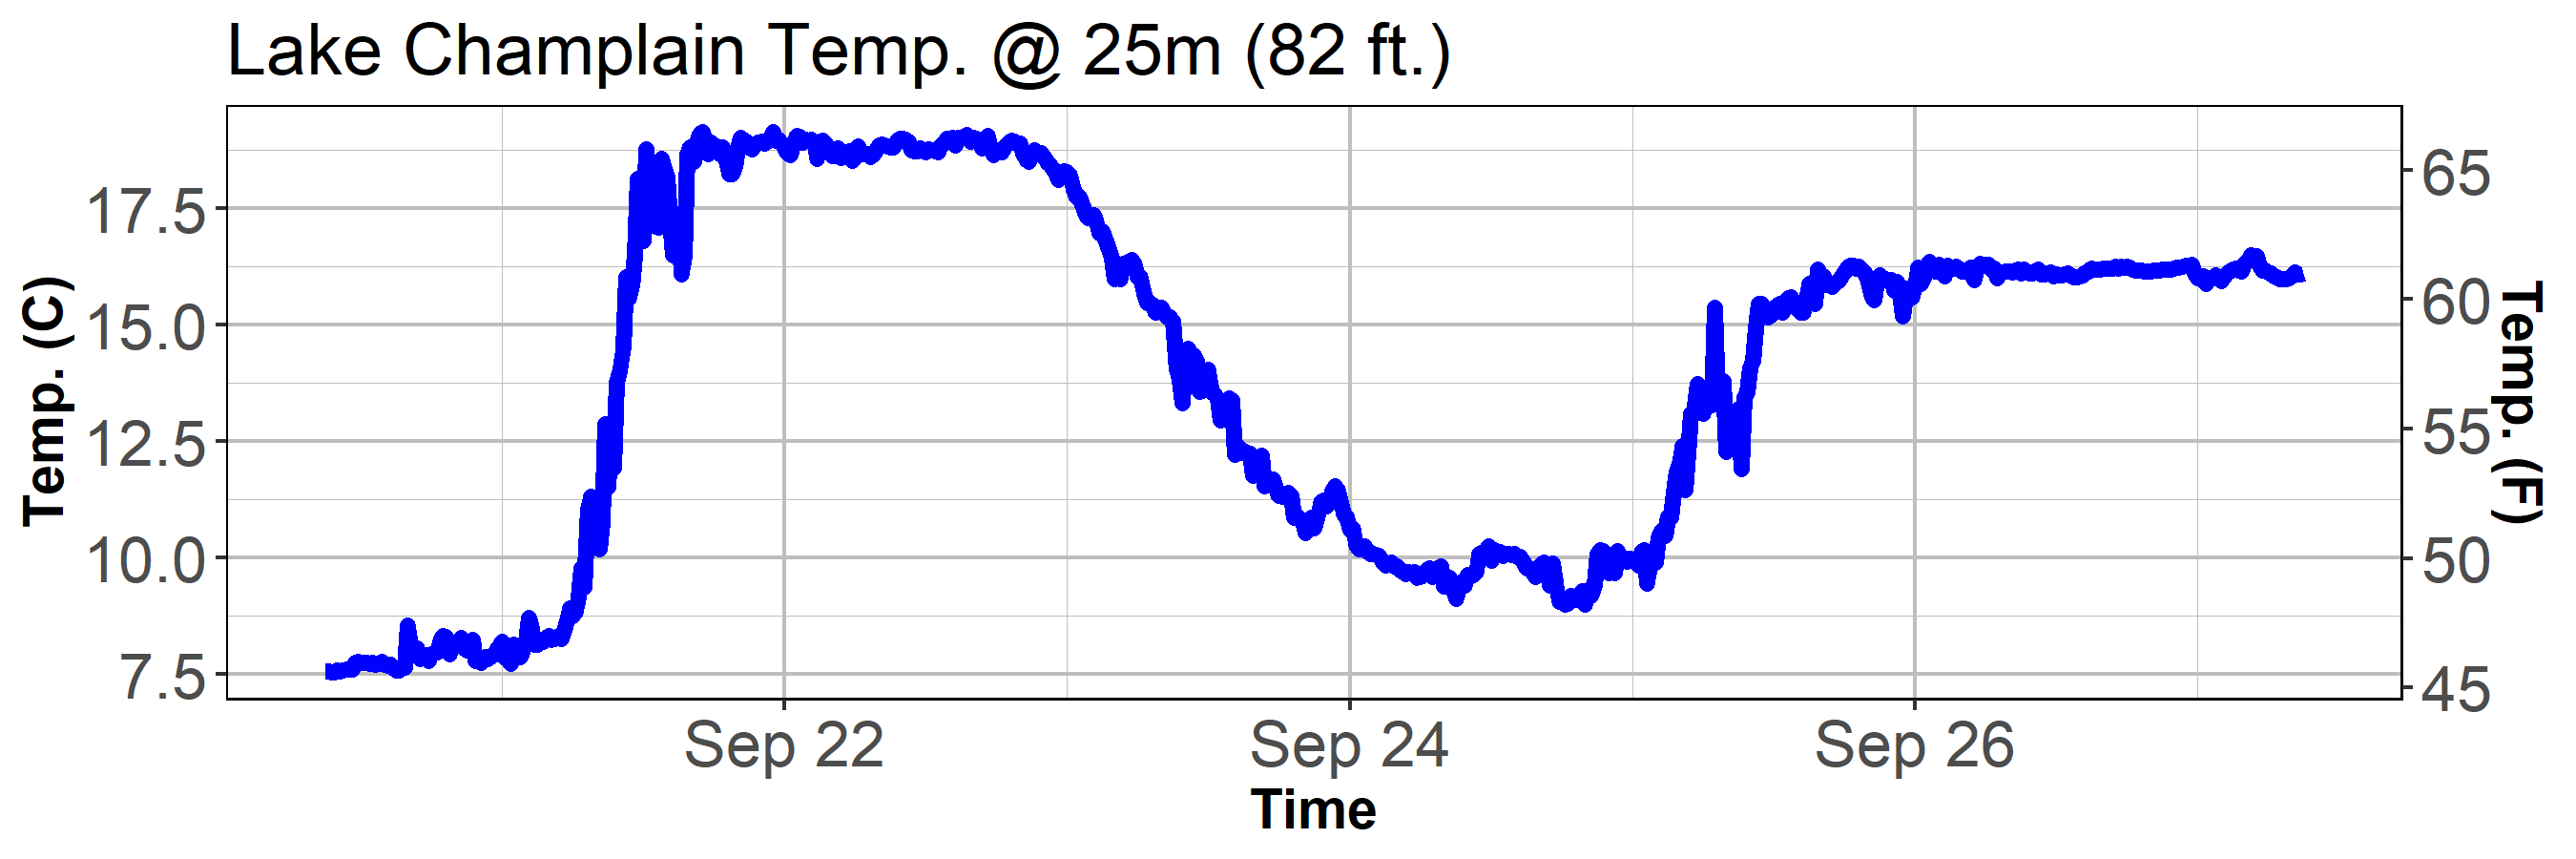 Lake Champlain Temp. @ 25m (82 ft.)
Temp. (C)
17.5
15.0
12.5
10.0
7.5
65
60
55
50
45
Temp. (F)
Sep 22
Sep 24
Sep 26
Time